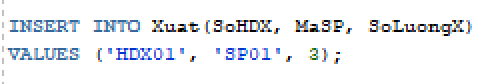 INSERT INTO Xuat(SoHDX, MaSP, SoLuongX)
VALUES ('HDX01', 'SP01', 3);